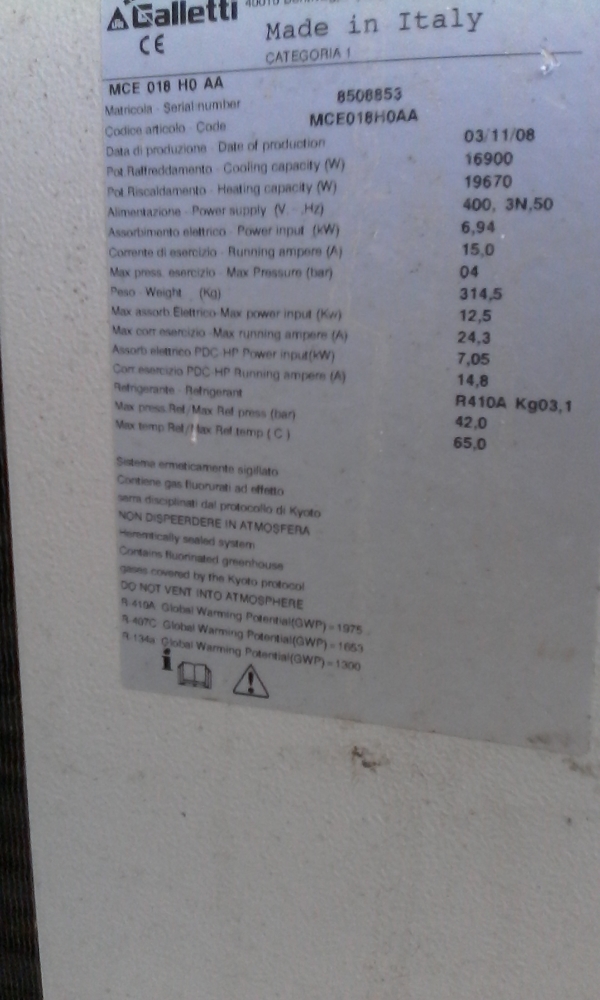 Galletti
Made in Italy
CE
CATEGORIA 1
MCE 018 H0 AA
Matricola - Serial number 8508853
Codice articolo - Code MCE018H0AA
Data di produzione - Date of production 03/11/08
Pot Raffreddamento - Cooling capacity (W) 16900
Pot Riscaldamento - Heating capacity (W) 19670
Alimentazione - Power supply (V - .Hz) 400, 3N,50
Assorbimento elettrico - Power input (kW) 6,94
Corrente di esercizio - Running ampere (A) 15,0
Max press. esercizio - Max Pressure (bar) 04
Peso - Weight (Kg) 314,5
Max assorb.Elettrico-Max power input (Kw) 12,5
Max corr esercizio -Max running ampere (A) 24,3
Assorb elettrico PDC-HP Power input(kW) 7,05
Corr esercizio PDC-HP Running ampere (A) 14,8
Refrigerante - Refrigerant R410A Kg03,1
Max press.Ref/Max Ref.press (bar) 42,0
Max temp Ref/Max Ref.temp ( C ) 65,0
Sistema ermeticamente sigillato
Contiene gas fluorurati ad effetto
serra disciplinati dal protocollo di Kyoto
NON DISPEERDERE IN ATMOSFERA
Hermetically sealed system
Contains fluorinated greenhouse
gases covered by the Kyoto protocol
DO NOT VENT INTO ATMOSPHERE
R-410A Global Warming Potential(GWP) = 1975
R-407C Global Warming Potential(GWP) = 1653
R-134a Global Warming Potential(GWP) = 1300